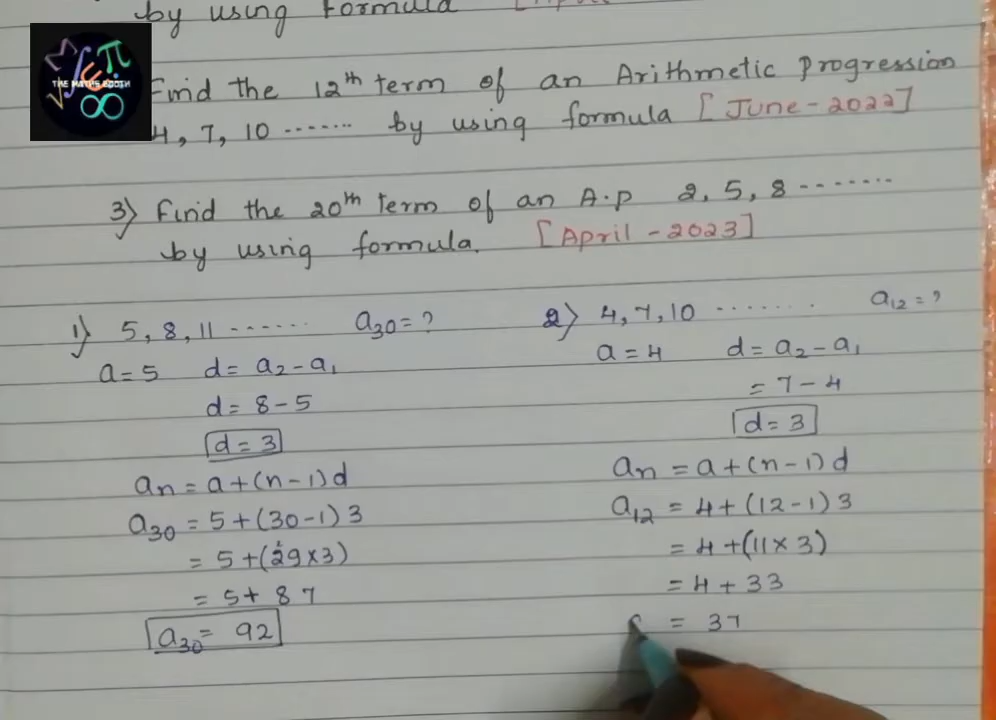 by using Formula
THE MATHS BOOTH
Find the 12th term of an Arithmetic Progression
4, 7, 10 ....... by using formula [June-2022]
3) Find the 20th term of an A.P 2, 5, 8 --------
by using formula. [April-2023]
1) 5, 8, 11 ------- a30 = ?
a = 5 d = a2 - a1
d = 8 - 5
d = 3
an = a + (n-1)d
a30 = 5 + (30-1)3
= 5 + (29×3)
= 5 + 87
a30 = 92
2) 4, 7, 10 ........ a12 = ?
a = 4 d = a2 - a1
= 7 - 4
d = 3
an = a + (n-1)d
a12 = 4 + (12-1)3
= 4 + (11×3)
= 4 + 33
= 37